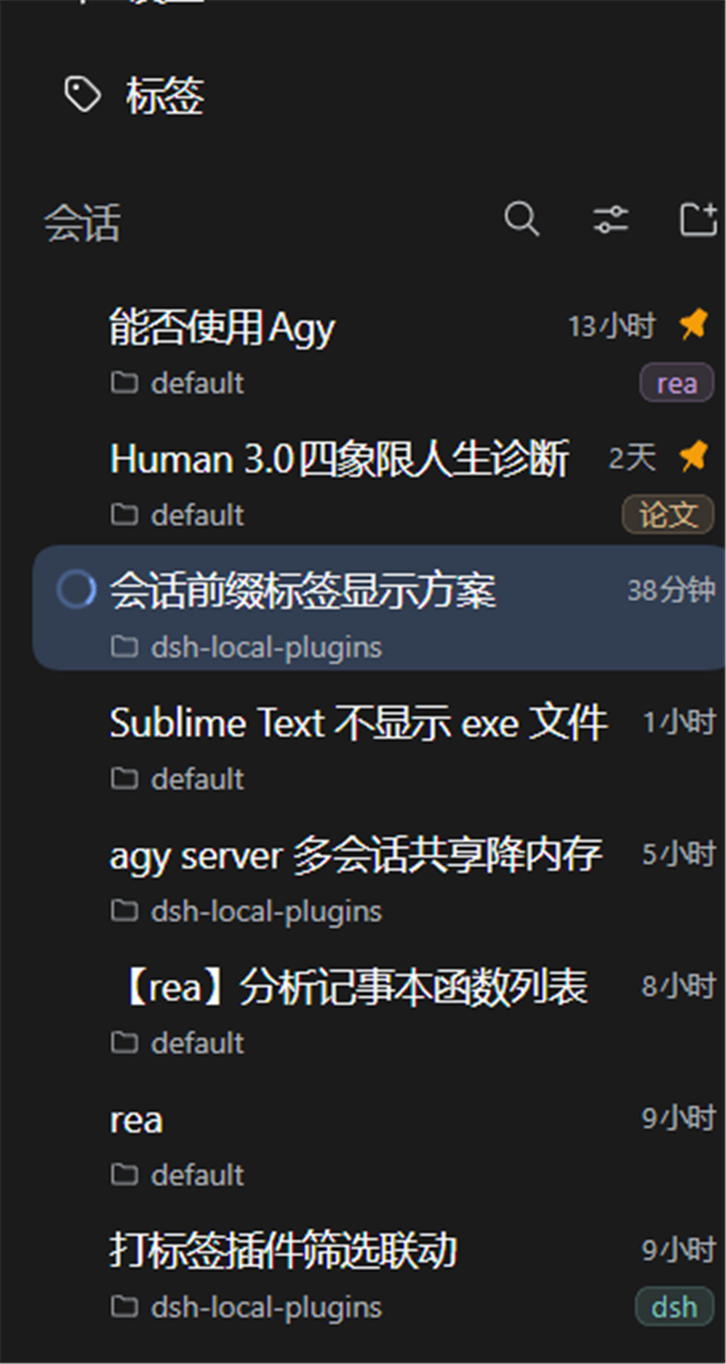 标签
会话
能否使用Agy 13小时
default rea
Human 3.0四象限人生诊断 2天
default 论文
会话前缀标签显示方案 38分钟
dsh-local-plugins
Sublime Text 不显示 exe 文件 1小时
default
agy server 多会话共享降内存 5小时
dsh-local-plugins
【rea】分析记事本函数列表 8小时
default
rea 9小时
default
打标签插件筛选联动 9小时
dsh-local-plugins dsh